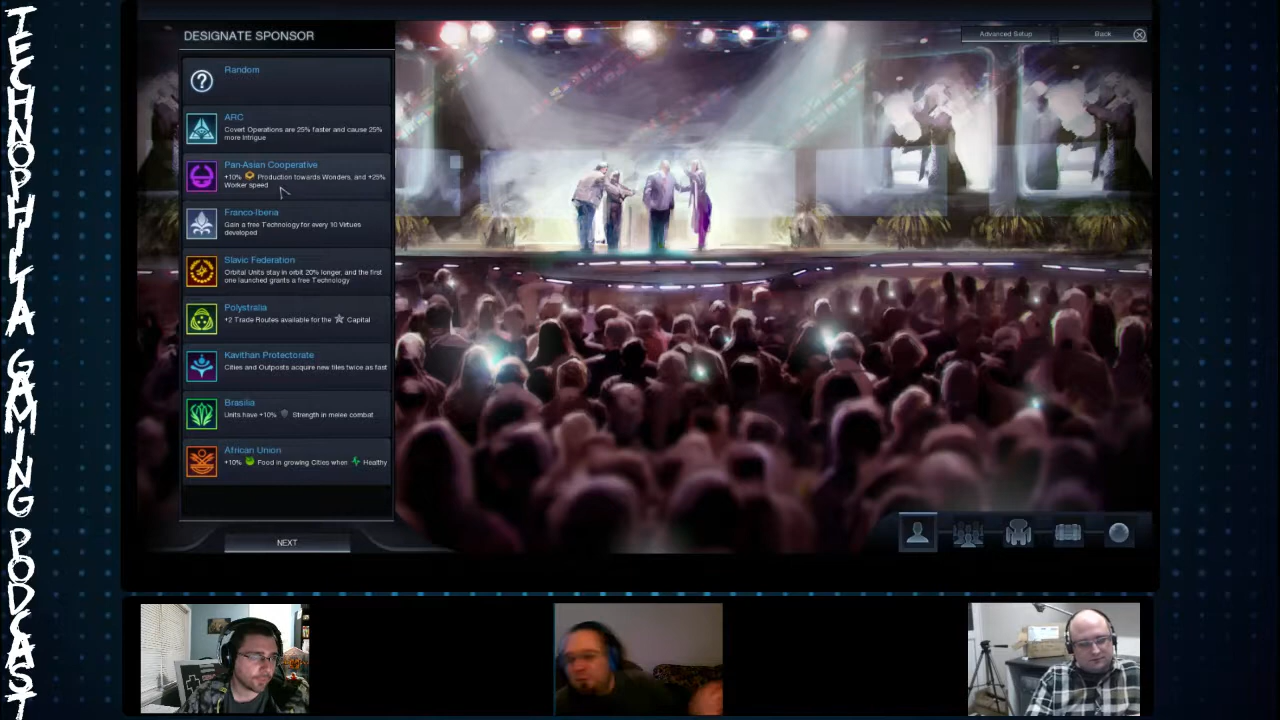 TECHNOPHILIA GAMING PODCAST
DESIGNATE SPONSOR
Advanced Setup
Back
Random
ARC
Covert Operations are 25% faster and cause 25%
more Intrigue
Pan-Asian Cooperative
+10% Production towards Wonders, and +25%
Worker speed
Franco-Iberia
Gain a free Technology for every 10 Virtues
developed
Slavic Federation
Orbital Units stay in orbit 20% longer, and the first
one launched grants a free Technology
Polystralia
+2 Trade Routes available for the Capital
Kavithan Protectorate
Cities and Outposts acquire new tiles twice as fast
Brasilia
Units have +10% Strength in melee combat
African Union
+10% Food in growing Cities when Healthy
NEXT